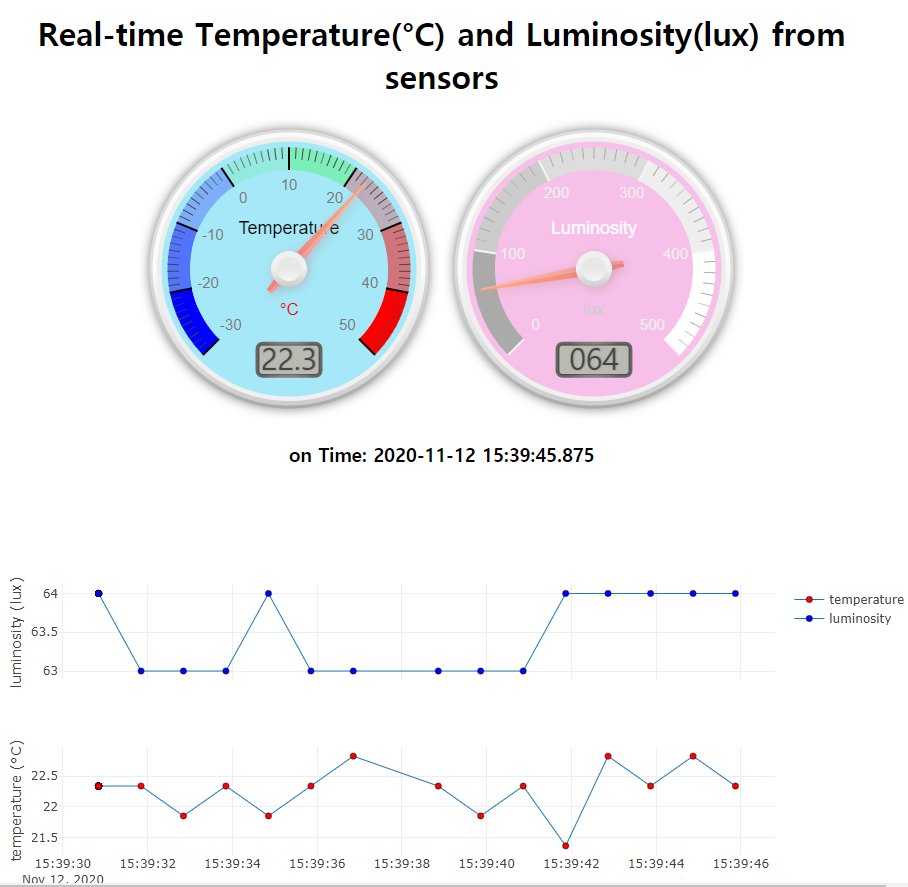 Real-time Temperature(°C) and Luminosity(lux) from
sensors
10
0
20
Temperature
-10
30
-20
40
°C
-30
50
22.3
200
300
Luminosity
100
400
lux
0
500
064
on Time: 2020-11-12 15:39:45.875
luminosity (lux)
64
63.5
63
temperature
luminosity
temperature (°C)
22.5
22
21.5
15:39:30 15:39:32 15:39:34 15:39:36 15:39:38 15:39:40 15:39:42 15:39:44 15:39:46
Nov 12, 2020